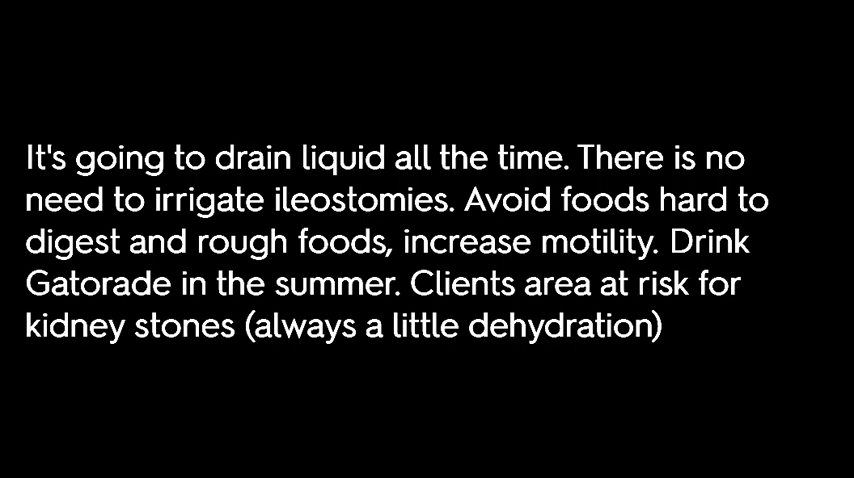 It's going to drain liquid all the time. There is no
need to irrigate ileostomies. Avoid foods hard to
digest and rough foods, increase motility. Drink
Gatorade in the summer. Clients area at risk for
kidney stones (always a little dehydration)